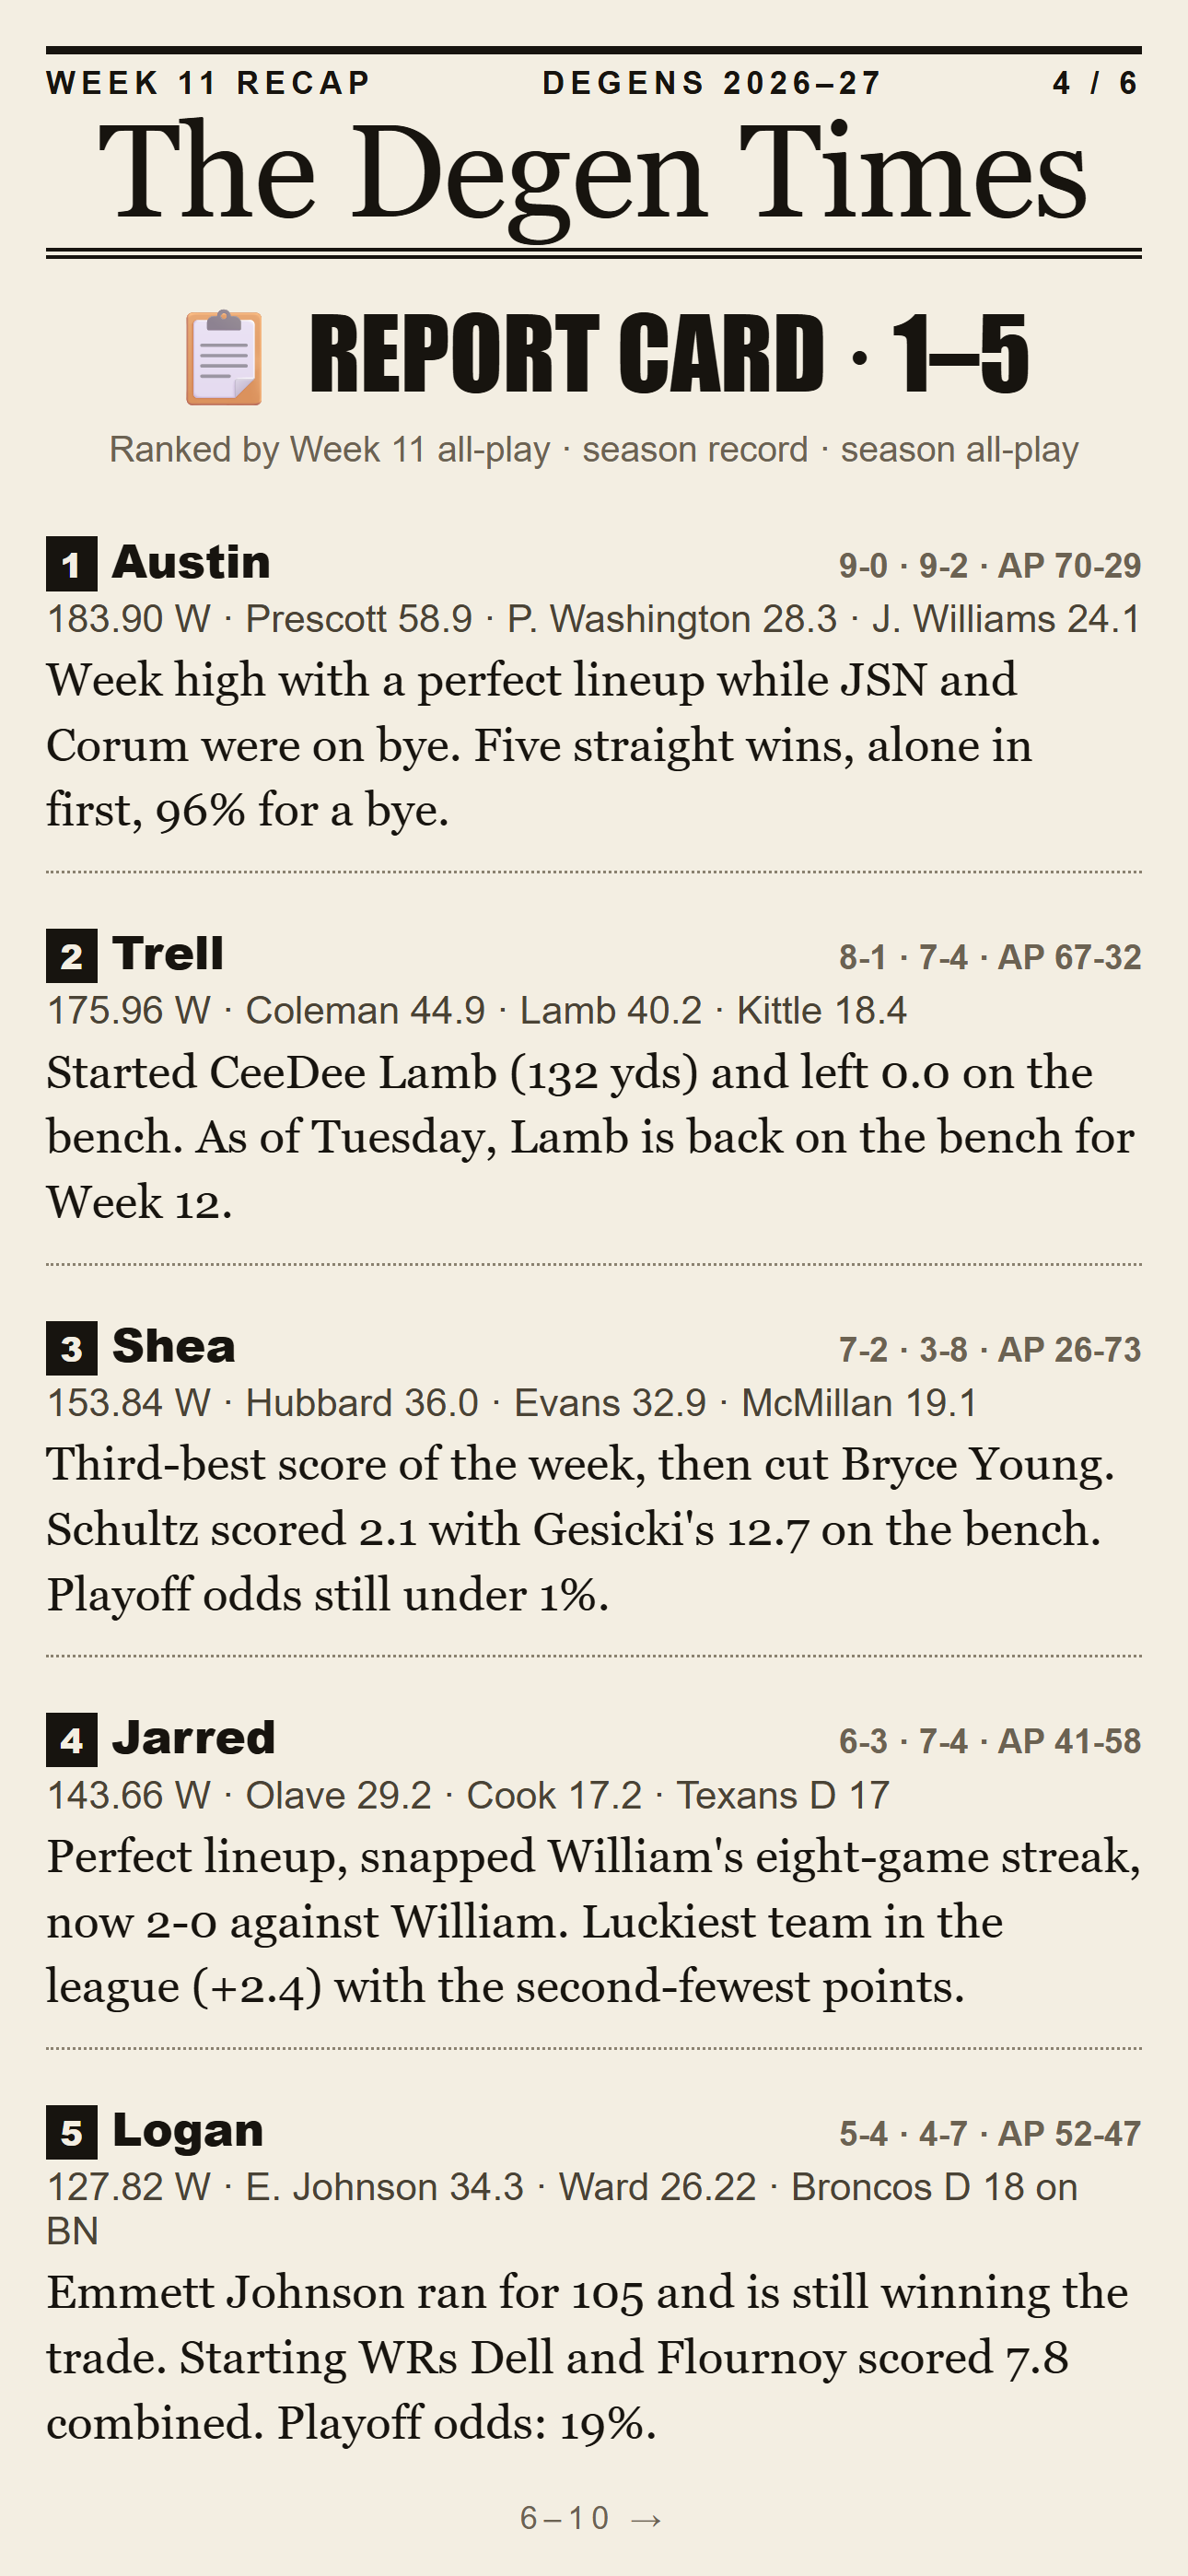 WEEK 11 RECAP DEGENS 2026–27 4 / 6
The Degen Times
REPORT CARD · 1–5
Ranked by Week 11 all-play · season record · season all-play
1 Austin 9-0 · 9-2 · AP 70-29
183.90 W · Prescott 58.9 · P. Washington 28.3 · J. Williams 24.1
Week high with a perfect lineup while JSN and
Corum were on bye. Five straight wins, alone in
first, 96% for a bye.
2 Trell 8-1 · 7-4 · AP 67-32
175.96 W · Coleman 44.9 · Lamb 40.2 · Kittle 18.4
Started CeeDee Lamb (132 yds) and left 0.0 on the
bench. As of Tuesday, Lamb is back on the bench for
Week 12.
3 Shea 7-2 · 3-8 · AP 26-73
153.84 W · Hubbard 36.0 · Evans 32.9 · McMillan 19.1
Third-best score of the week, then cut Bryce Young.
Schultz scored 2.1 with Gesicki's 12.7 on the bench.
Playoff odds still under 1%.
4 Jarred 6-3 · 7-4 · AP 41-58
143.66 W · Olave 29.2 · Cook 17.2 · Texans D 17
Perfect lineup, snapped William's eight-game streak,
now 2-0 against William. Luckiest team in the
league (+2.4) with the second-fewest points.
5 Logan 5-4 · 4-7 · AP 52-47
127.82 W · E. Johnson 34.3 · Ward 26.22 · Broncos D 18 on
BN
Emmett Johnson ran for 105 and is still winning the
trade. Starting WRs Dell and Flournoy scored 7.8
combined. Playoff odds: 19%.
6–10 →